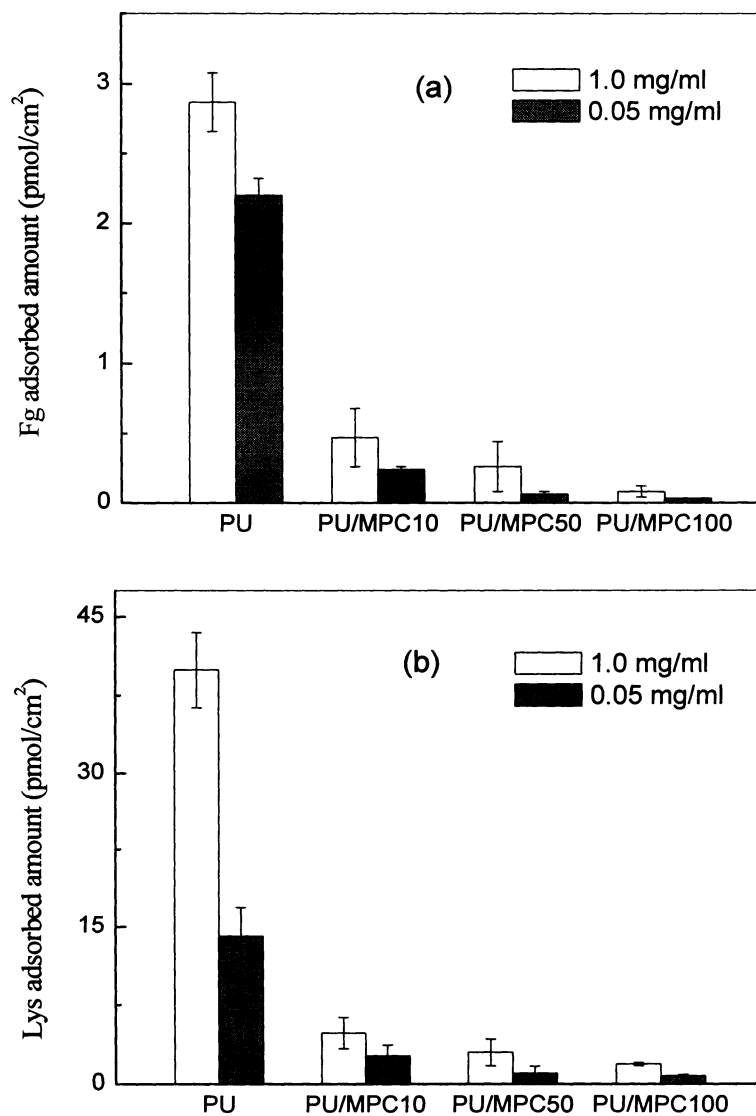 (a)
1.0 mg/ml
0.05 mg/ml
3
2
1
0
Fg adsorbed amount (pmol/cm²)
PU PU/MPC10 PU/MPC50 PU/MPC100
(b)
1.0 mg/ml
0.05 mg/ml
45
30
15
0
Lys adsorbed amount (pmol/cm²)
PU PU/MPC10 PU/MPC50 PU/MPC100